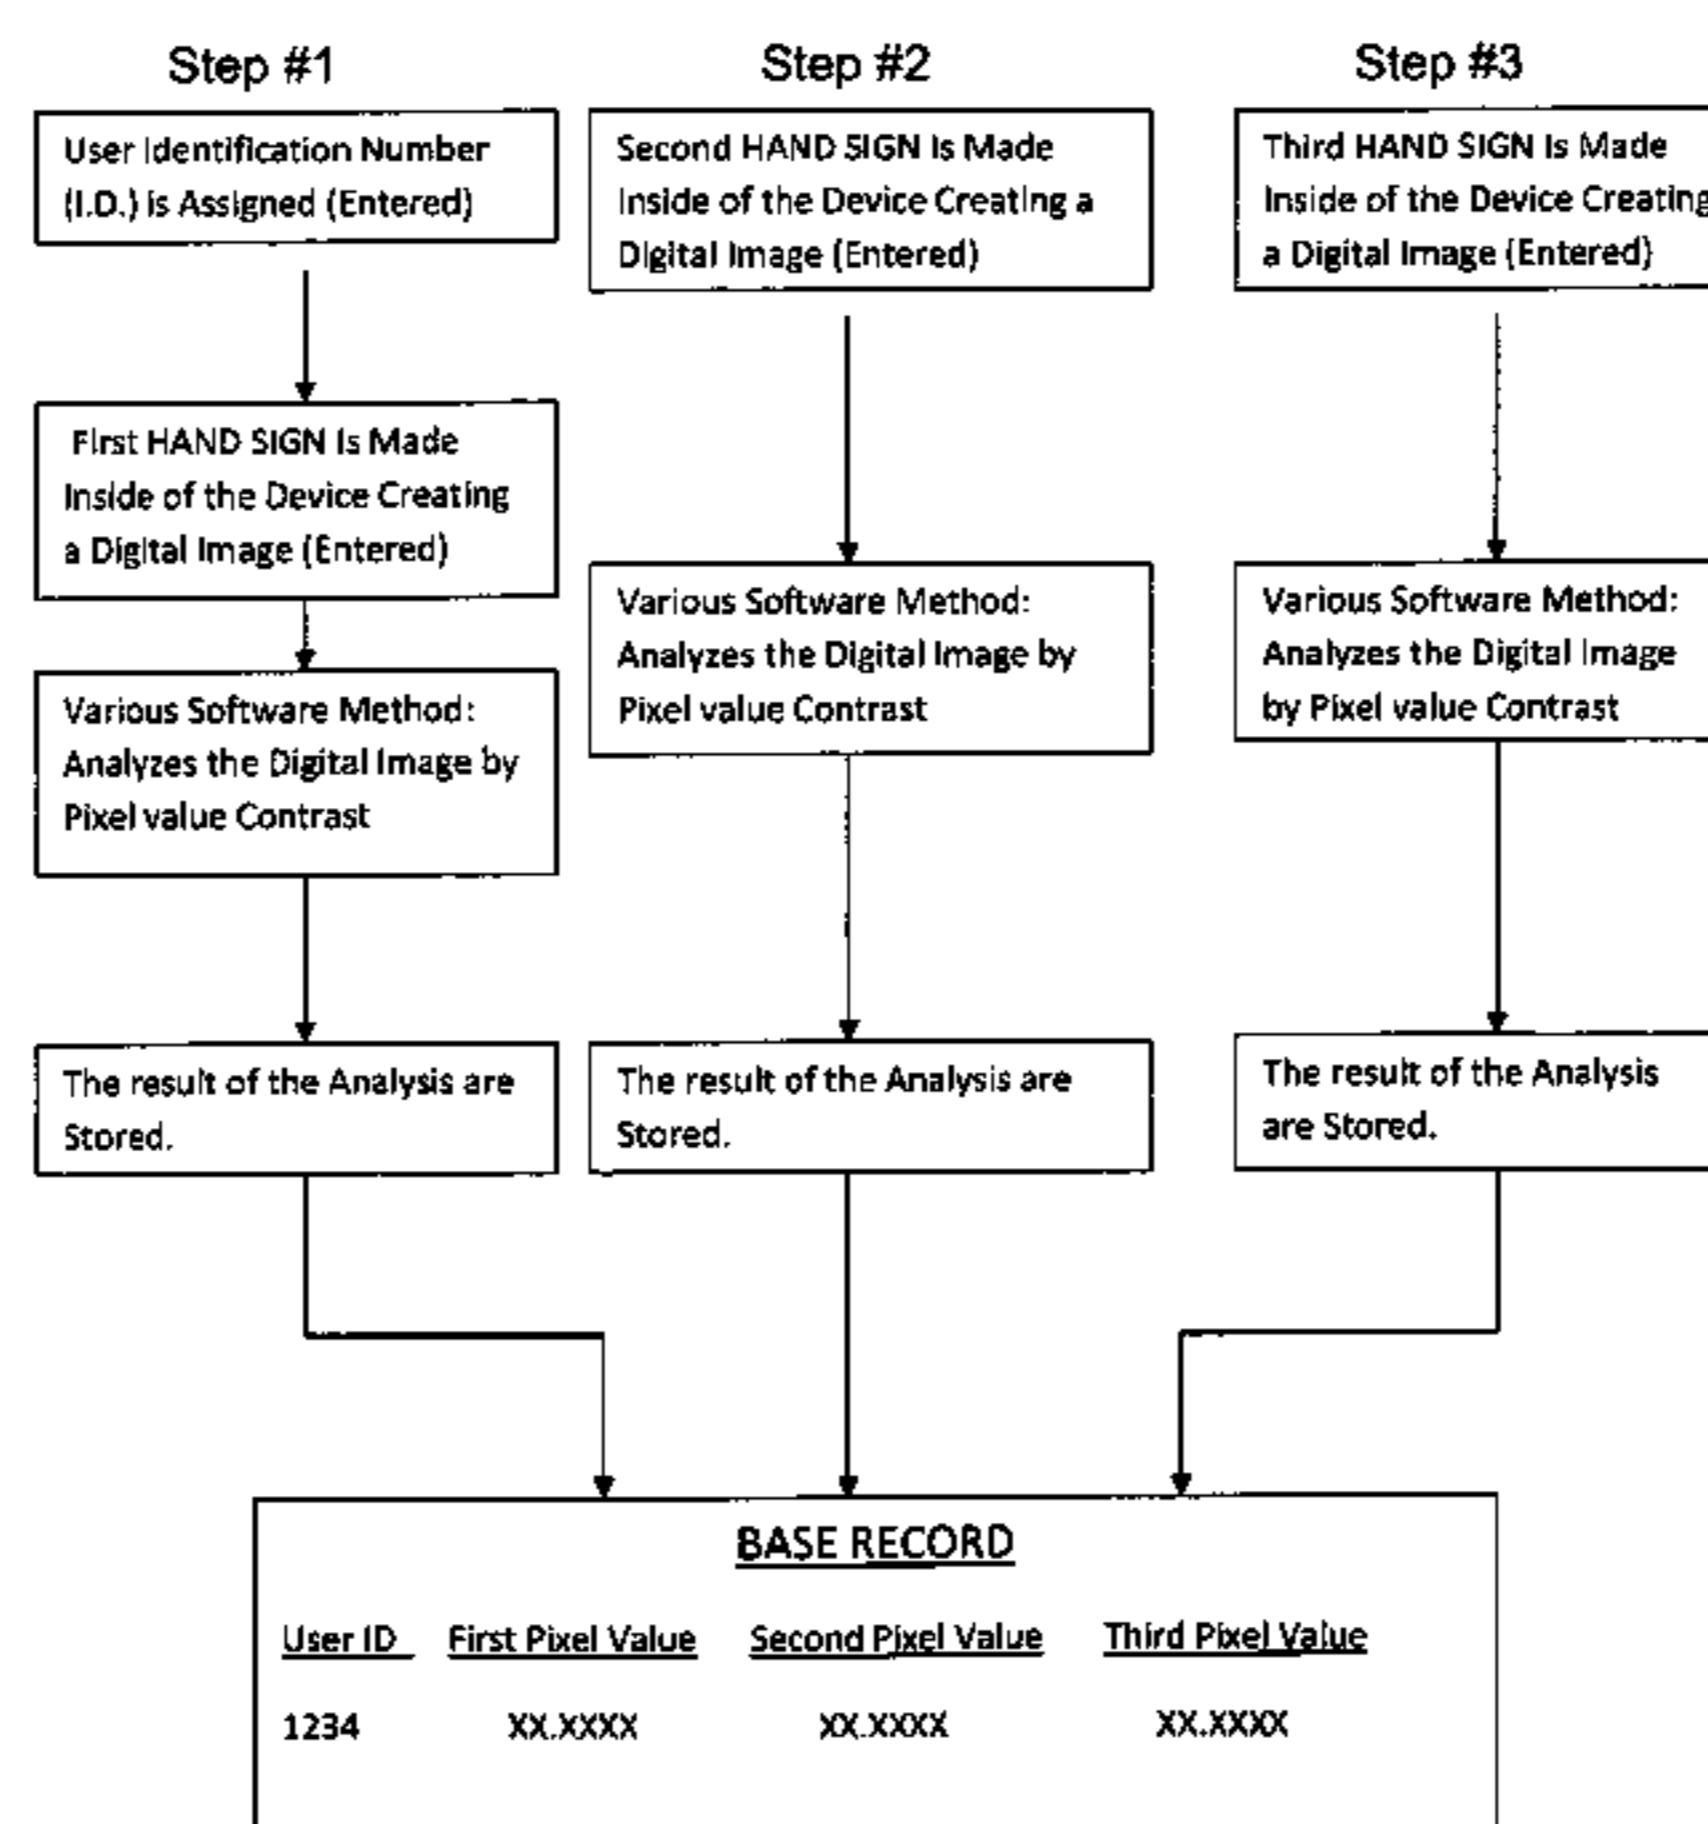 Step #1
User Identification Number
(I.D.) is Assigned (Entered)
First HAND SIGN is Made
Inside of the Device Creating
a Digital Image (Entered)
Various Software Method:
Analyzes the Digital Image by
Pixel value Contrast
The result of the Analysis are
Stored.
Step #2
Second HAND SIGN is Made
Inside of the Device Creating a
Digital Image (Entered)
Various Software Method:
Analyzes the Digital Image by
Pixel value Contrast
The result of the Analysis are
Stored.
Step #3
Third HAND SIGN is Made
Inside of the Device Creating
a Digital Image (Entered)
Various Software Method:
Analyzes the Digital Image
by Pixel value Contrast
The result of the Analysis
are Stored.
BASE RECORD
User ID First Pixel Value Second Pixel Value Third Pixel Value
1234 XX.XXXX XX.XXXX XX.XXXX